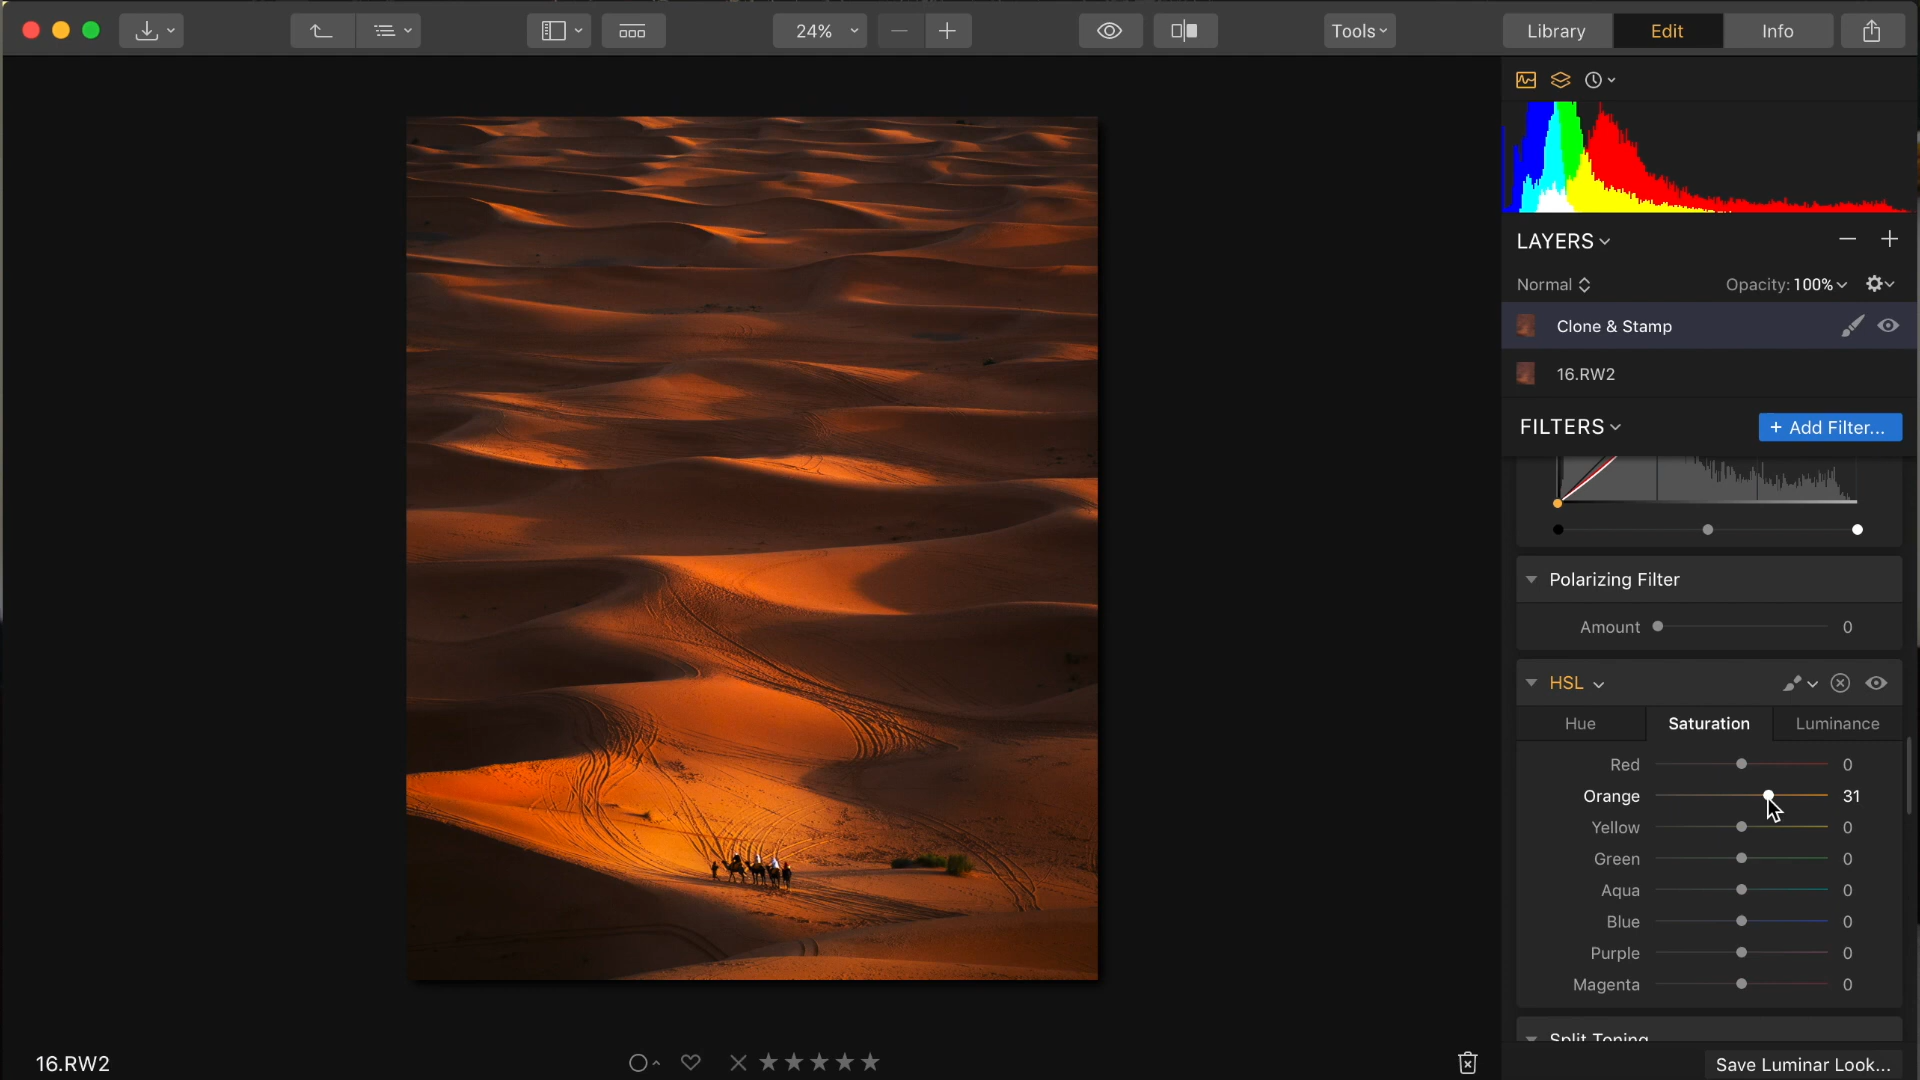 24%
Tools
Library
Edit
Info
LAYERS
Normal
Opacity: 100%
Clone & Stamp
16.RW2
FILTERS
+ Add Filter...
Polarizing Filter
Amount 0
HSL
Hue Saturation Luminance
Red 0
Orange 31
Yellow 0
Green 0
Aqua 0
Blue 0
Purple 0
Magenta 0
Split Toning
16.RW2
Save Luminar Look...